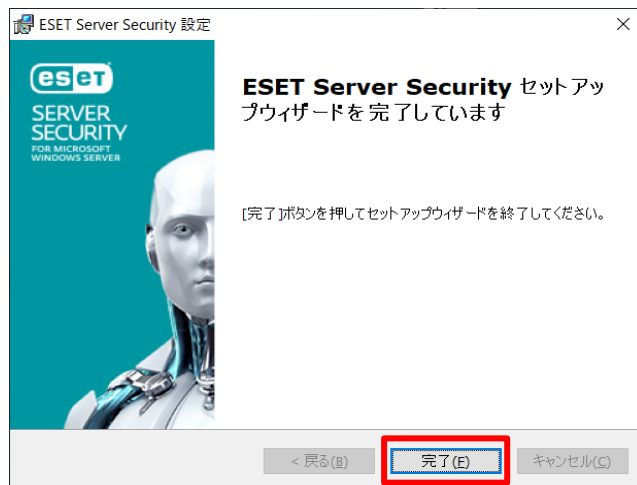 ESET Server Security 設定
eset
SERVER
SECURITY
FOR MICROSOFT
WINDOWS SERVER
ESET Server Security セットアッ
プウィザードを完了しています
[完了]ボタンを押してセットアップウィザードを終了してください。
< 戻る(B)
完了(F)
キャンセル(C)